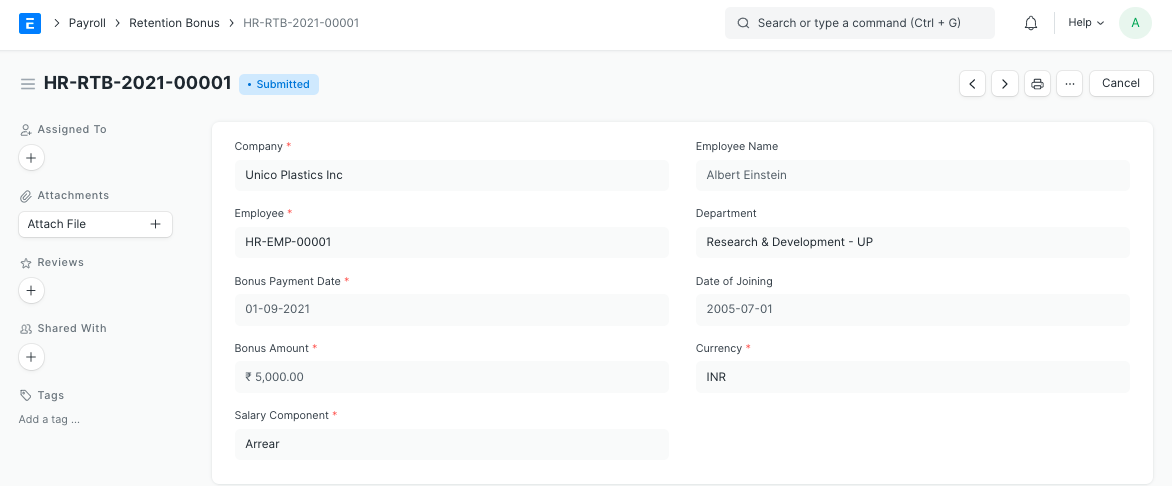 E Payroll Retention Bonus HR-RTB-2021-00001 Search or type a command (Ctrl + G) Help A
HR-RTB-2021-00001 • Submitted ... Cancel
Assigned To
+
Attachments
Attach File +
Reviews
+
Shared With
+
Tags
Add a tag ...
Company *
Unico Plastics Inc
Employee Name
Albert Einstein
Employee *
HR-EMP-00001
Department
Research & Development - UP
Bonus Payment Date *
01-09-2021
Date of Joining
2005-07-01
Bonus Amount *
₹ 5,000.00
Currency *
INR
Salary Component *
Arrear